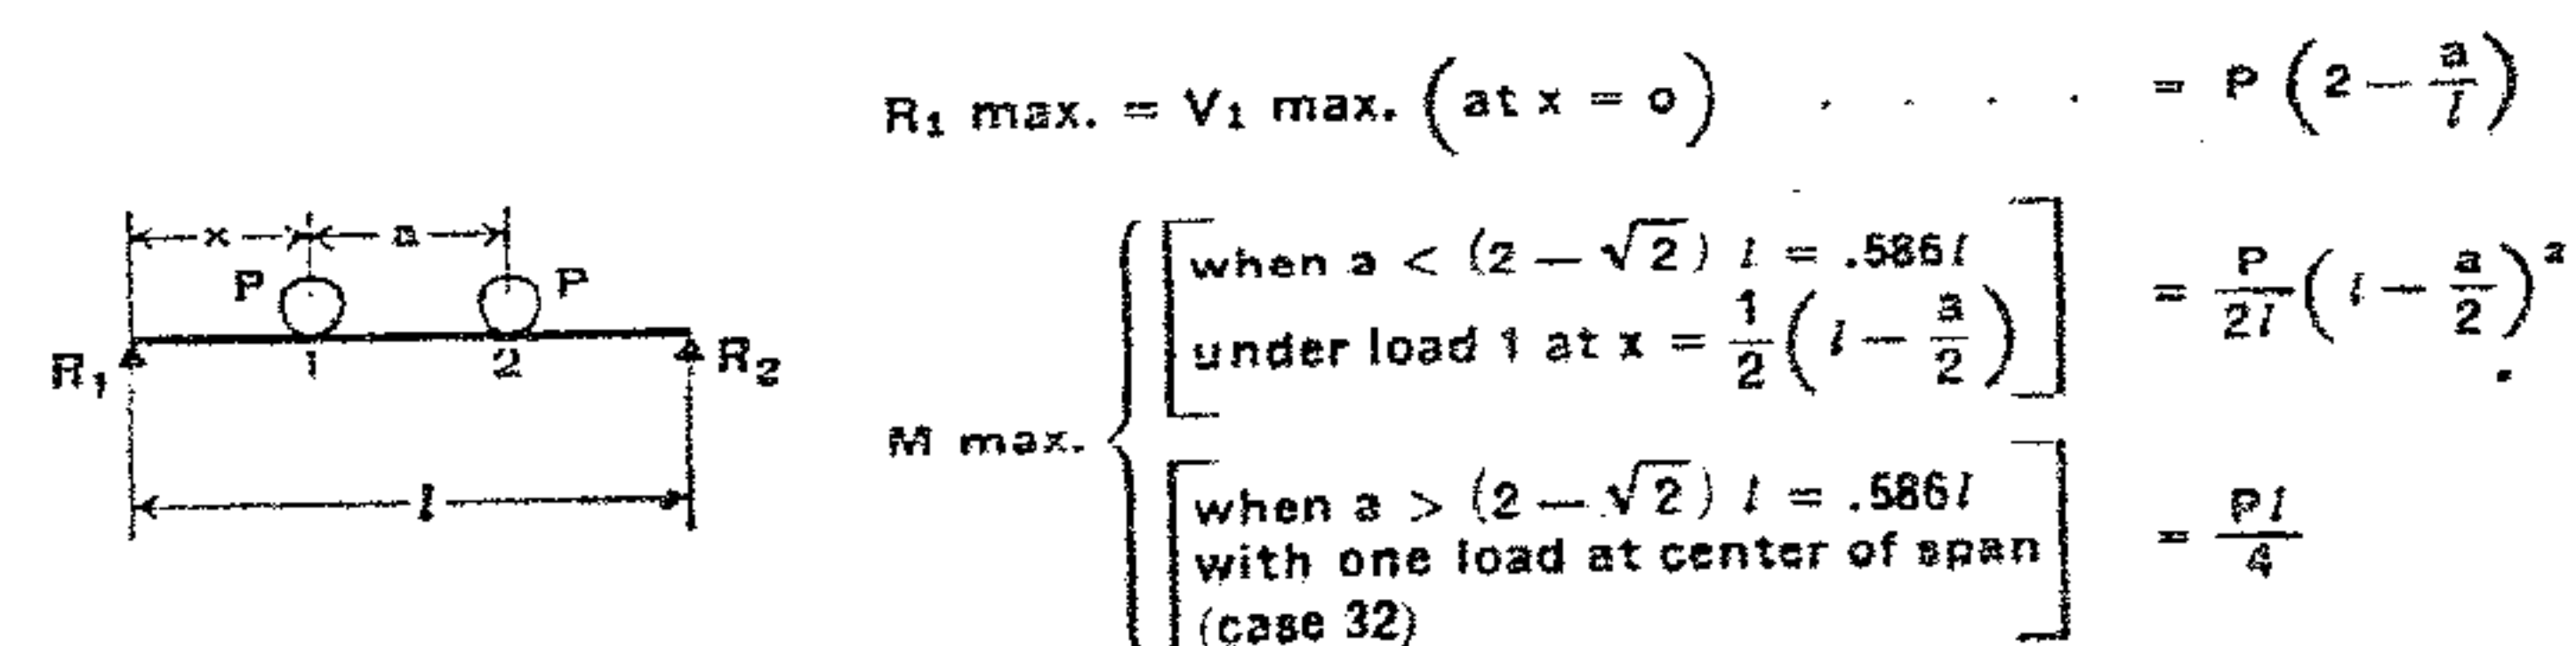 R₁ max. = V₁ max. (at x = o) . . . . = P (2 − a/l)
x a
P P
R₁ 1 2 R₂
l
M max.
when a < (2 − √2) l = .586l
under load 1 at x = 1/2 (l − a/2)
= P/2l (l − a/2)²
when a > (2 − √2) l = .586l
with one load at center of span
(case 32)
= Pl/4